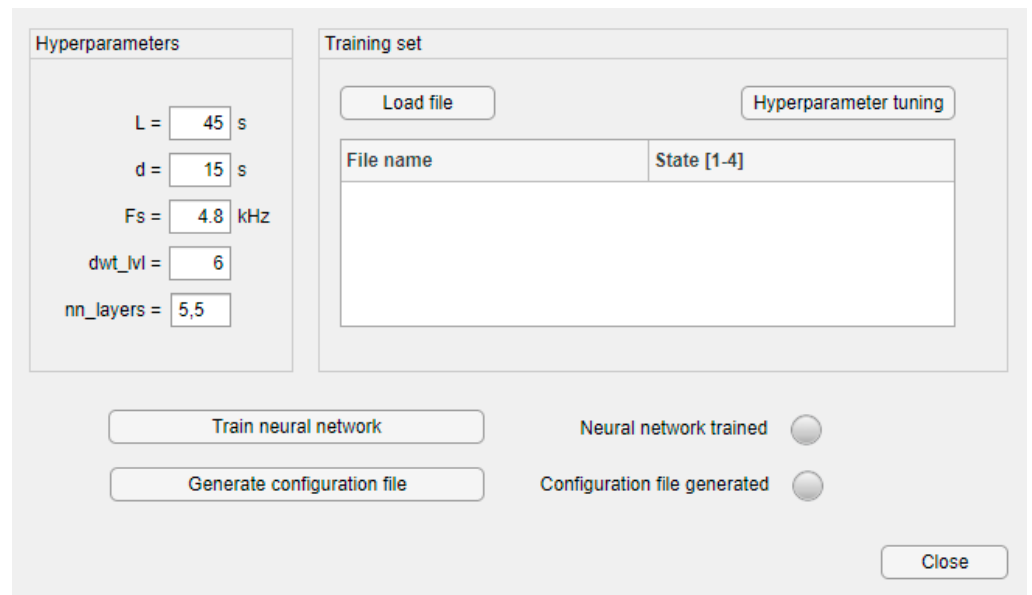 Hyperparameters
L = 45 s
d = 15 s
Fs = 4.8 kHz
dwt_lvl = 6
nn_layers = 5,5
Training set
Load file
Hyperparameter tuning
File name State [1-4]
Train neural network
Neural network trained
Generate configuration file
Configuration file generated
Close